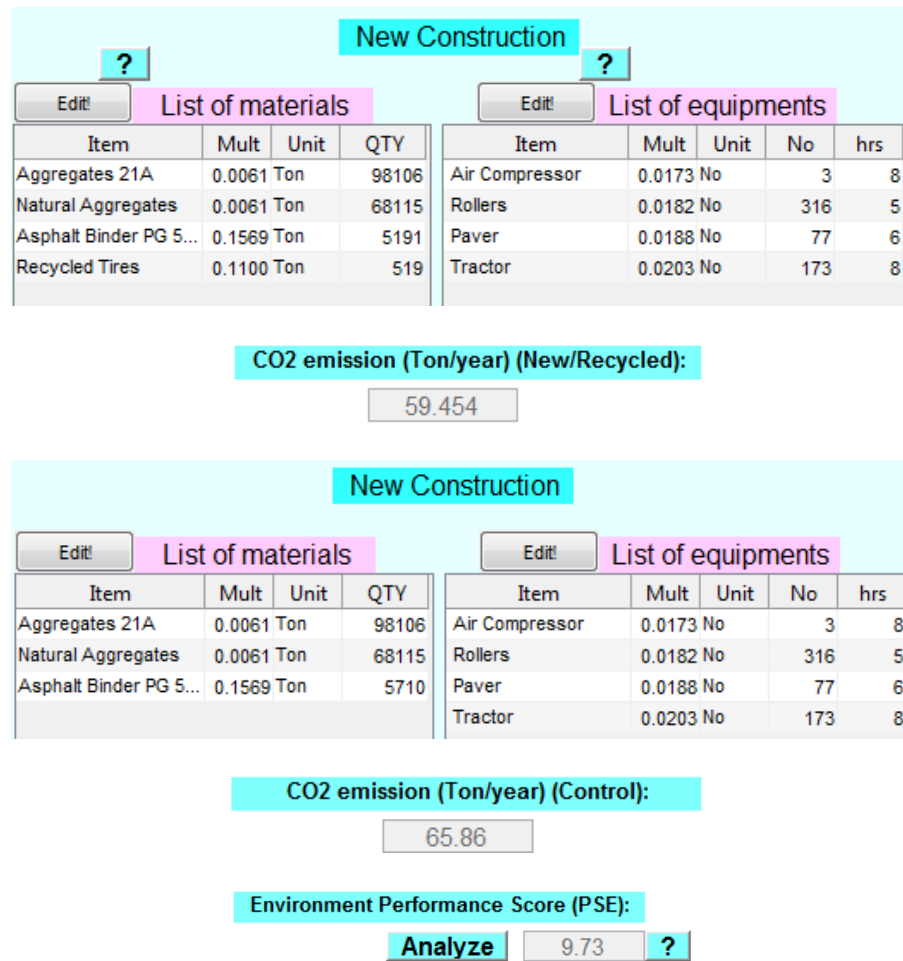 New Construction
? ?
Edit! List of materials Edit! List of equipments
Item Mult Unit QTY Item Mult Unit No hrs
Aggregates 21A 0.0061 Ton 98106 Air Compressor 0.0173 No 3 8
Natural Aggregates 0.0061 Ton 68115 Rollers 0.0182 No 316 5
Asphalt Binder PG 5... 0.1569 Ton 5191 Paver 0.0188 No 77 6
Recycled Tires 0.1100 Ton 519 Tractor 0.0203 No 173 8
CO2 emission (Ton/year) (New/Recycled):
59.454
New Construction
Edit! List of materials Edit! List of equipments
Item Mult Unit QTY Item Mult Unit No hrs
Aggregates 21A 0.0061 Ton 98106 Air Compressor 0.0173 No 3 8
Natural Aggregates 0.0061 Ton 68115 Rollers 0.0182 No 316 5
Asphalt Binder PG 5... 0.1569 Ton 5710 Paver 0.0188 No 77 6
Tractor 0.0203 No 173 8
CO2 emission (Ton/year) (Control):
65.86
Environment Performance Score (PSE):
Analyze 9.73 ?